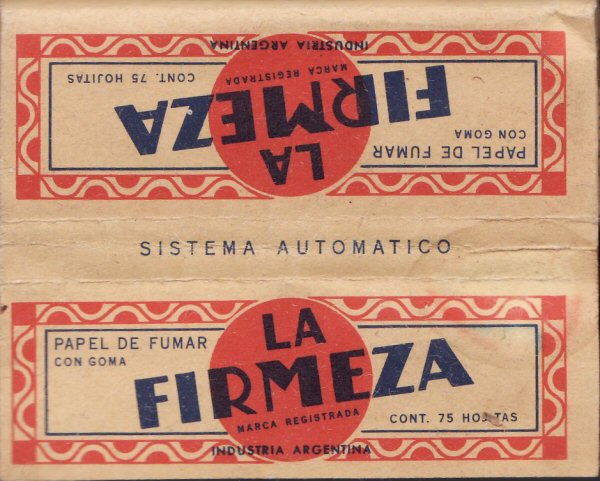 INDUSTRIA ARGENTINA
MARCA REGISTRADA
CONT. 75 HOJITAS
FIRMEZA
LA
CON GOMA
PAPEL DE FUMAR
SISTEMA AUTOMATICO
LA
PAPEL DE FUMAR
CON GOMA
FIRMEZA
MARCA REGISTRADA
CONT. 75 HOJITAS
INDUSTRIA ARGENTINA